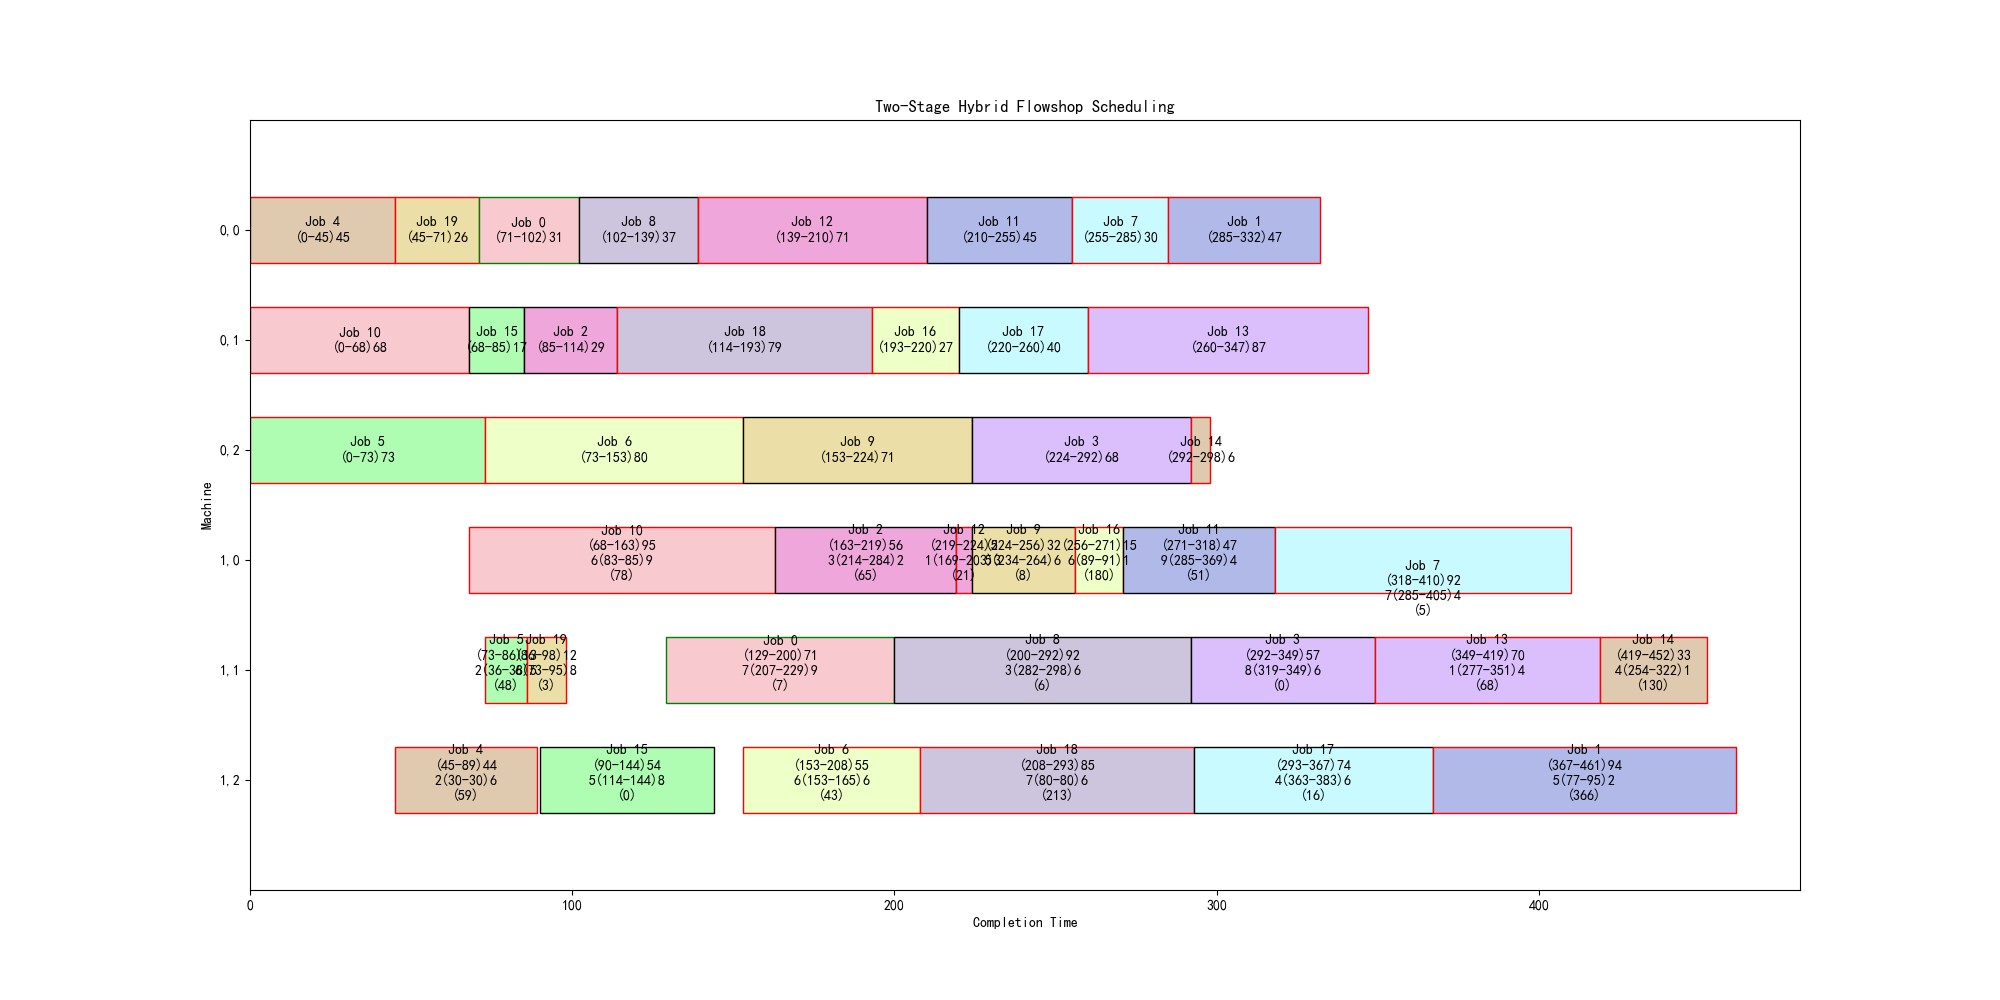 Two-Stage Hybrid Flowshop Scheduling
Machine
0,0
Job 4
(0-45)45
Job 19
(45-71)26
Job 0
(71-102)31
Job 8
(102-139)37
Job 12
(139-210)71
Job 11
(210-255)45
Job 7
(255-285)30
Job 1
(285-332)47
0,1
Job 10
(0-68)68
Job 15
(68-85)17
Job 2
(85-114)29
Job 18
(114-193)79
Job 16
(193-220)27
Job 17
(220-260)40
Job 13
(260-347)87
0,2
Job 5
(0-73)73
Job 6
(73-153)80
Job 9
(153-224)71
Job 3
(224-292)68
Job 14
(292-298)6
1,0
Job 10
(68-163)95
6(83-85)9
(78)
Job 2
(163-219)56
3(214-284)2
(65)
Job 12
(219-224)5
(21)
Job 9
(224-256)32
5(234-264)6
(8)
Job 16
(256-271)15
6(89-91)1
(180)
Job 11
(271-318)47
9(285-369)4
(51)
Job 7
(318-410)92
7(285-405)4
(5)
1,1
Job 5
(73-86)13
(48)
Job 19
(86-98)12
8(73-95)8
(3)
Job 0
(129-200)71
7(207-229)9
(7)
Job 8
(200-292)92
3(282-298)6
(6)
Job 3
(292-349)57
8(319-349)6
(0)
Job 13
(349-419)70
1(277-351)4
(68)
Job 14
(419-452)33
4(254-322)1
(130)
1,2
Job 4
(45-89)44
2(30-30)6
(59)
Job 15
(90-144)54
5(114-144)8
(0)
Job 6
(153-208)55
6(153-165)6
(43)
Job 18
(208-293)85
7(80-80)6
(213)
Job 17
(293-367)74
4(363-383)6
(16)
Job 1
(367-461)94
5(77-95)2
(366)
0
100
200
300
400
Completion Time